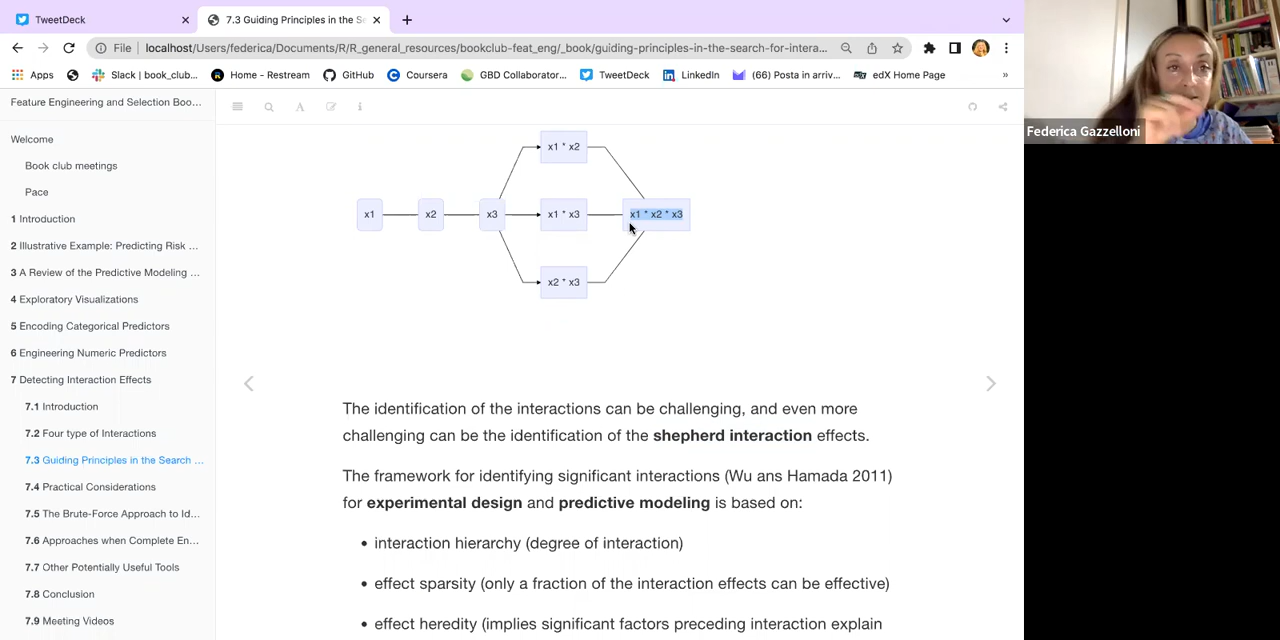 TweetDeck
7.3 Guiding Principles in the Se
File
localhost/Users/federica/Documents/R/R_general_resources/bookclub-feat_eng/_book/guiding-principles-in-the-search-for-intera...
Apps
Slack | book_club...
Home - Restream
GitHub
Coursera
GBD Collaborator...
TweetDeck
LinkedIn
(66) Posta in arriv...
edX Home Page
»
Feature Engineering and Selection Boo...
Welcome
Book club meetings
Pace
1 Introduction
2 Illustrative Example: Predicting Risk ...
3 A Review of the Predictive Modeling ...
4 Exploratory Visualizations
5 Encoding Categorical Predictors
6 Engineering Numeric Predictors
7 Detecting Interaction Effects
7.1 Introduction
7.2 Four type of Interactions
7.3 Guiding Principles in the Search ...
7.4 Practical Considerations
7.5 The Brute-Force Approach to Id...
7.6 Approaches when Complete En...
7.7 Other Potentially Useful Tools
7.8 Conclusion
7.9 Meeting Videos
x1 * x2
x1
x2
x3
x1 * x3
x1 * x2 * x3
x2 * x3
The identification of the interactions can be challenging, and even more
challenging can be the identification of the shepherd interaction effects.
The framework for identifying significant interactions (Wu ans Hamada 2011)
for experimental design and predictive modeling is based on:
• interaction hierarchy (degree of interaction)
• effect sparsity (only a fraction of the interaction effects can be effective)
• effect heredity (implies significant factors preceding interaction explain
Federica Gazzelloni